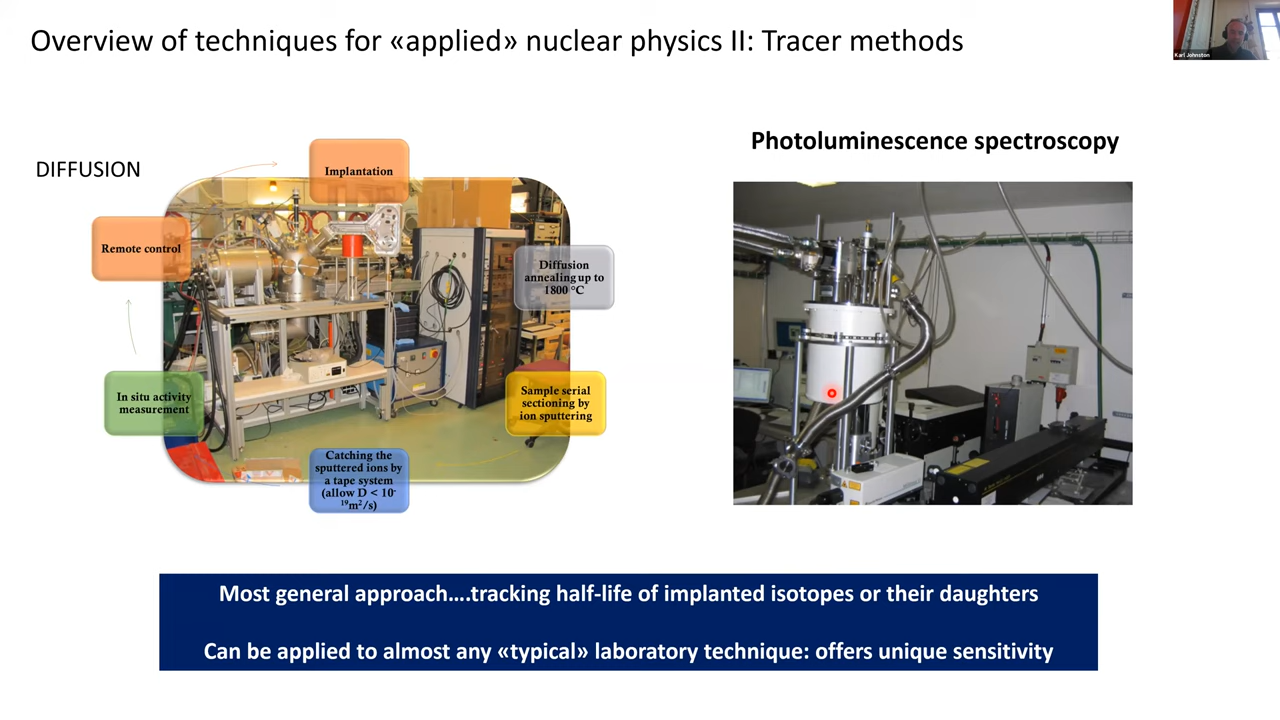 Overview of techniques for «applied» nuclear physics II: Tracer methods
Karl Johnston
DIFFUSION
Implantation
Remote control
Diffusion
annealing up to
1800 °C
In situ activity
measurement
Sample serial
sectioning by
ion sputtering
Catching the
sputtered ions by
a tape system
(allow D < 10-
19m2/s)
Photoluminescence spectroscopy
Most general approach….tracking half-life of implanted isotopes or their daughters
Can be applied to almost any «typical» laboratory technique: offers unique sensitivity